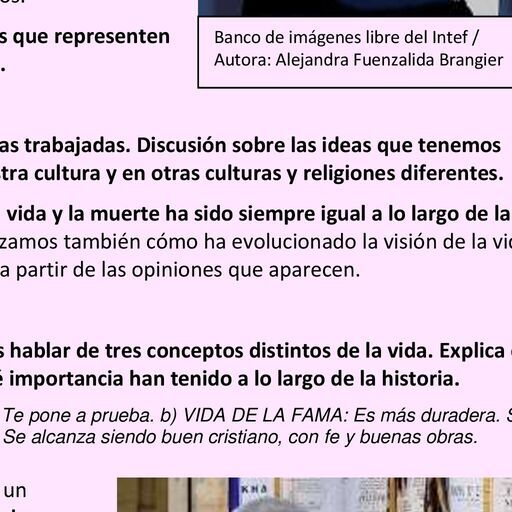 s que representen
.
Banco de imágenes libre del Intef /
Autora: Alejandra Fuenzalida Brangier
as trabajadas. Discusión sobre las ideas que tenemos
tra cultura y en otras culturas y religiones diferentes.
vida y la muerte ha sido siempre igual a lo largo de la
zamos también cómo ha evolucionado la visión de la vi
a partir de las opiniones que aparecen.
s hablar de tres conceptos distintos de la vida. Explica
é importancia han tenido a lo largo de la historia.
Te pone a prueba. b) VIDA DE LA FAMA: Es más duradera. S
Se alcanza siendo buen cristiano, con fe y buenas obras.
un